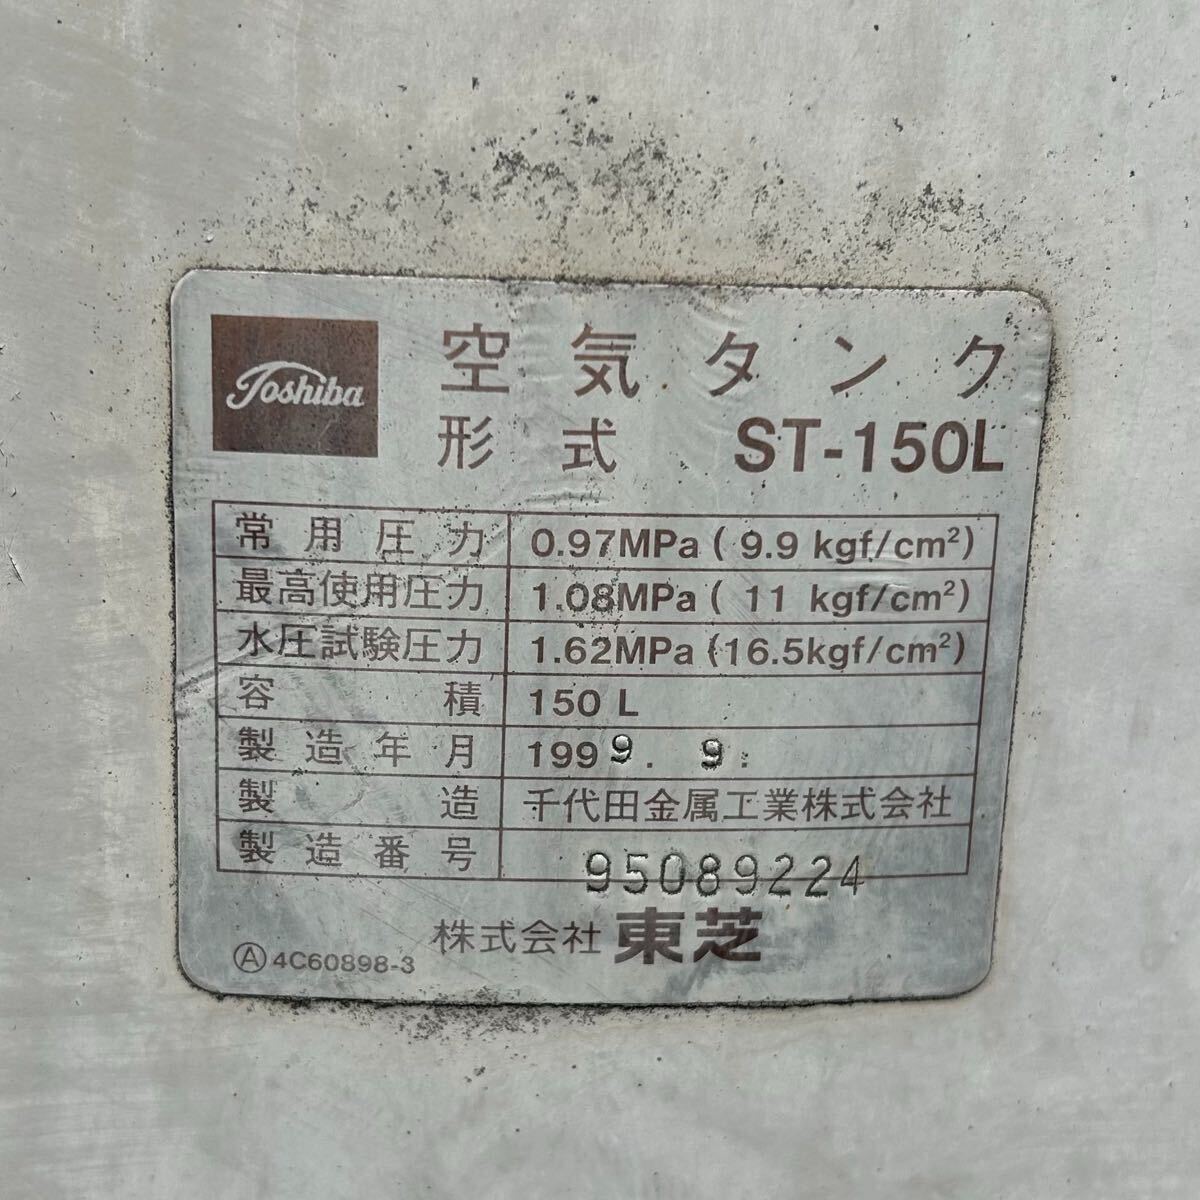 Toshiba
空気タンク
形式 ST-150L
常用圧力 0.97MPa ( 9.9 kgf/cm²)
最高使用圧力 1.08MPa ( 11 kgf/cm²)
水圧試験圧力 1.62MPa (16.5kgf/cm²)
容積 150 L
製造年月 1999. 9.
製造 千代田金属工業株式会社
製造番号 95089224
株式会社 東芝
Ⓐ 4C60898-3